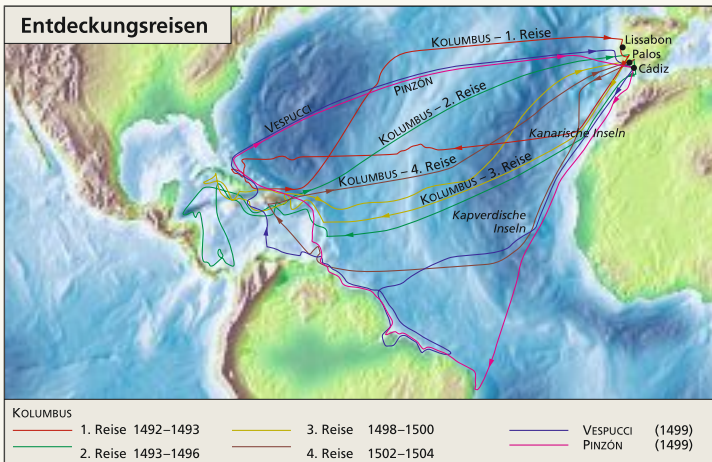 Entdeckungsreisen
KOLUMBUS – 1. Reise
Lissabon
Palos
Cádiz
VESPUCCI
PINZÓN
KOLUMBUS – 2. Reise
Kanarische Inseln
KOLUMBUS – 4. Reise
KOLUMBUS – 3. Reise
Kapverdische
Inseln
KOLUMBUS
1. Reise 1492–1493
2. Reise 1493–1496
3. Reise 1498–1500
4. Reise 1502–1504
VESPUCCI (1499)
PINZÓN (1499)